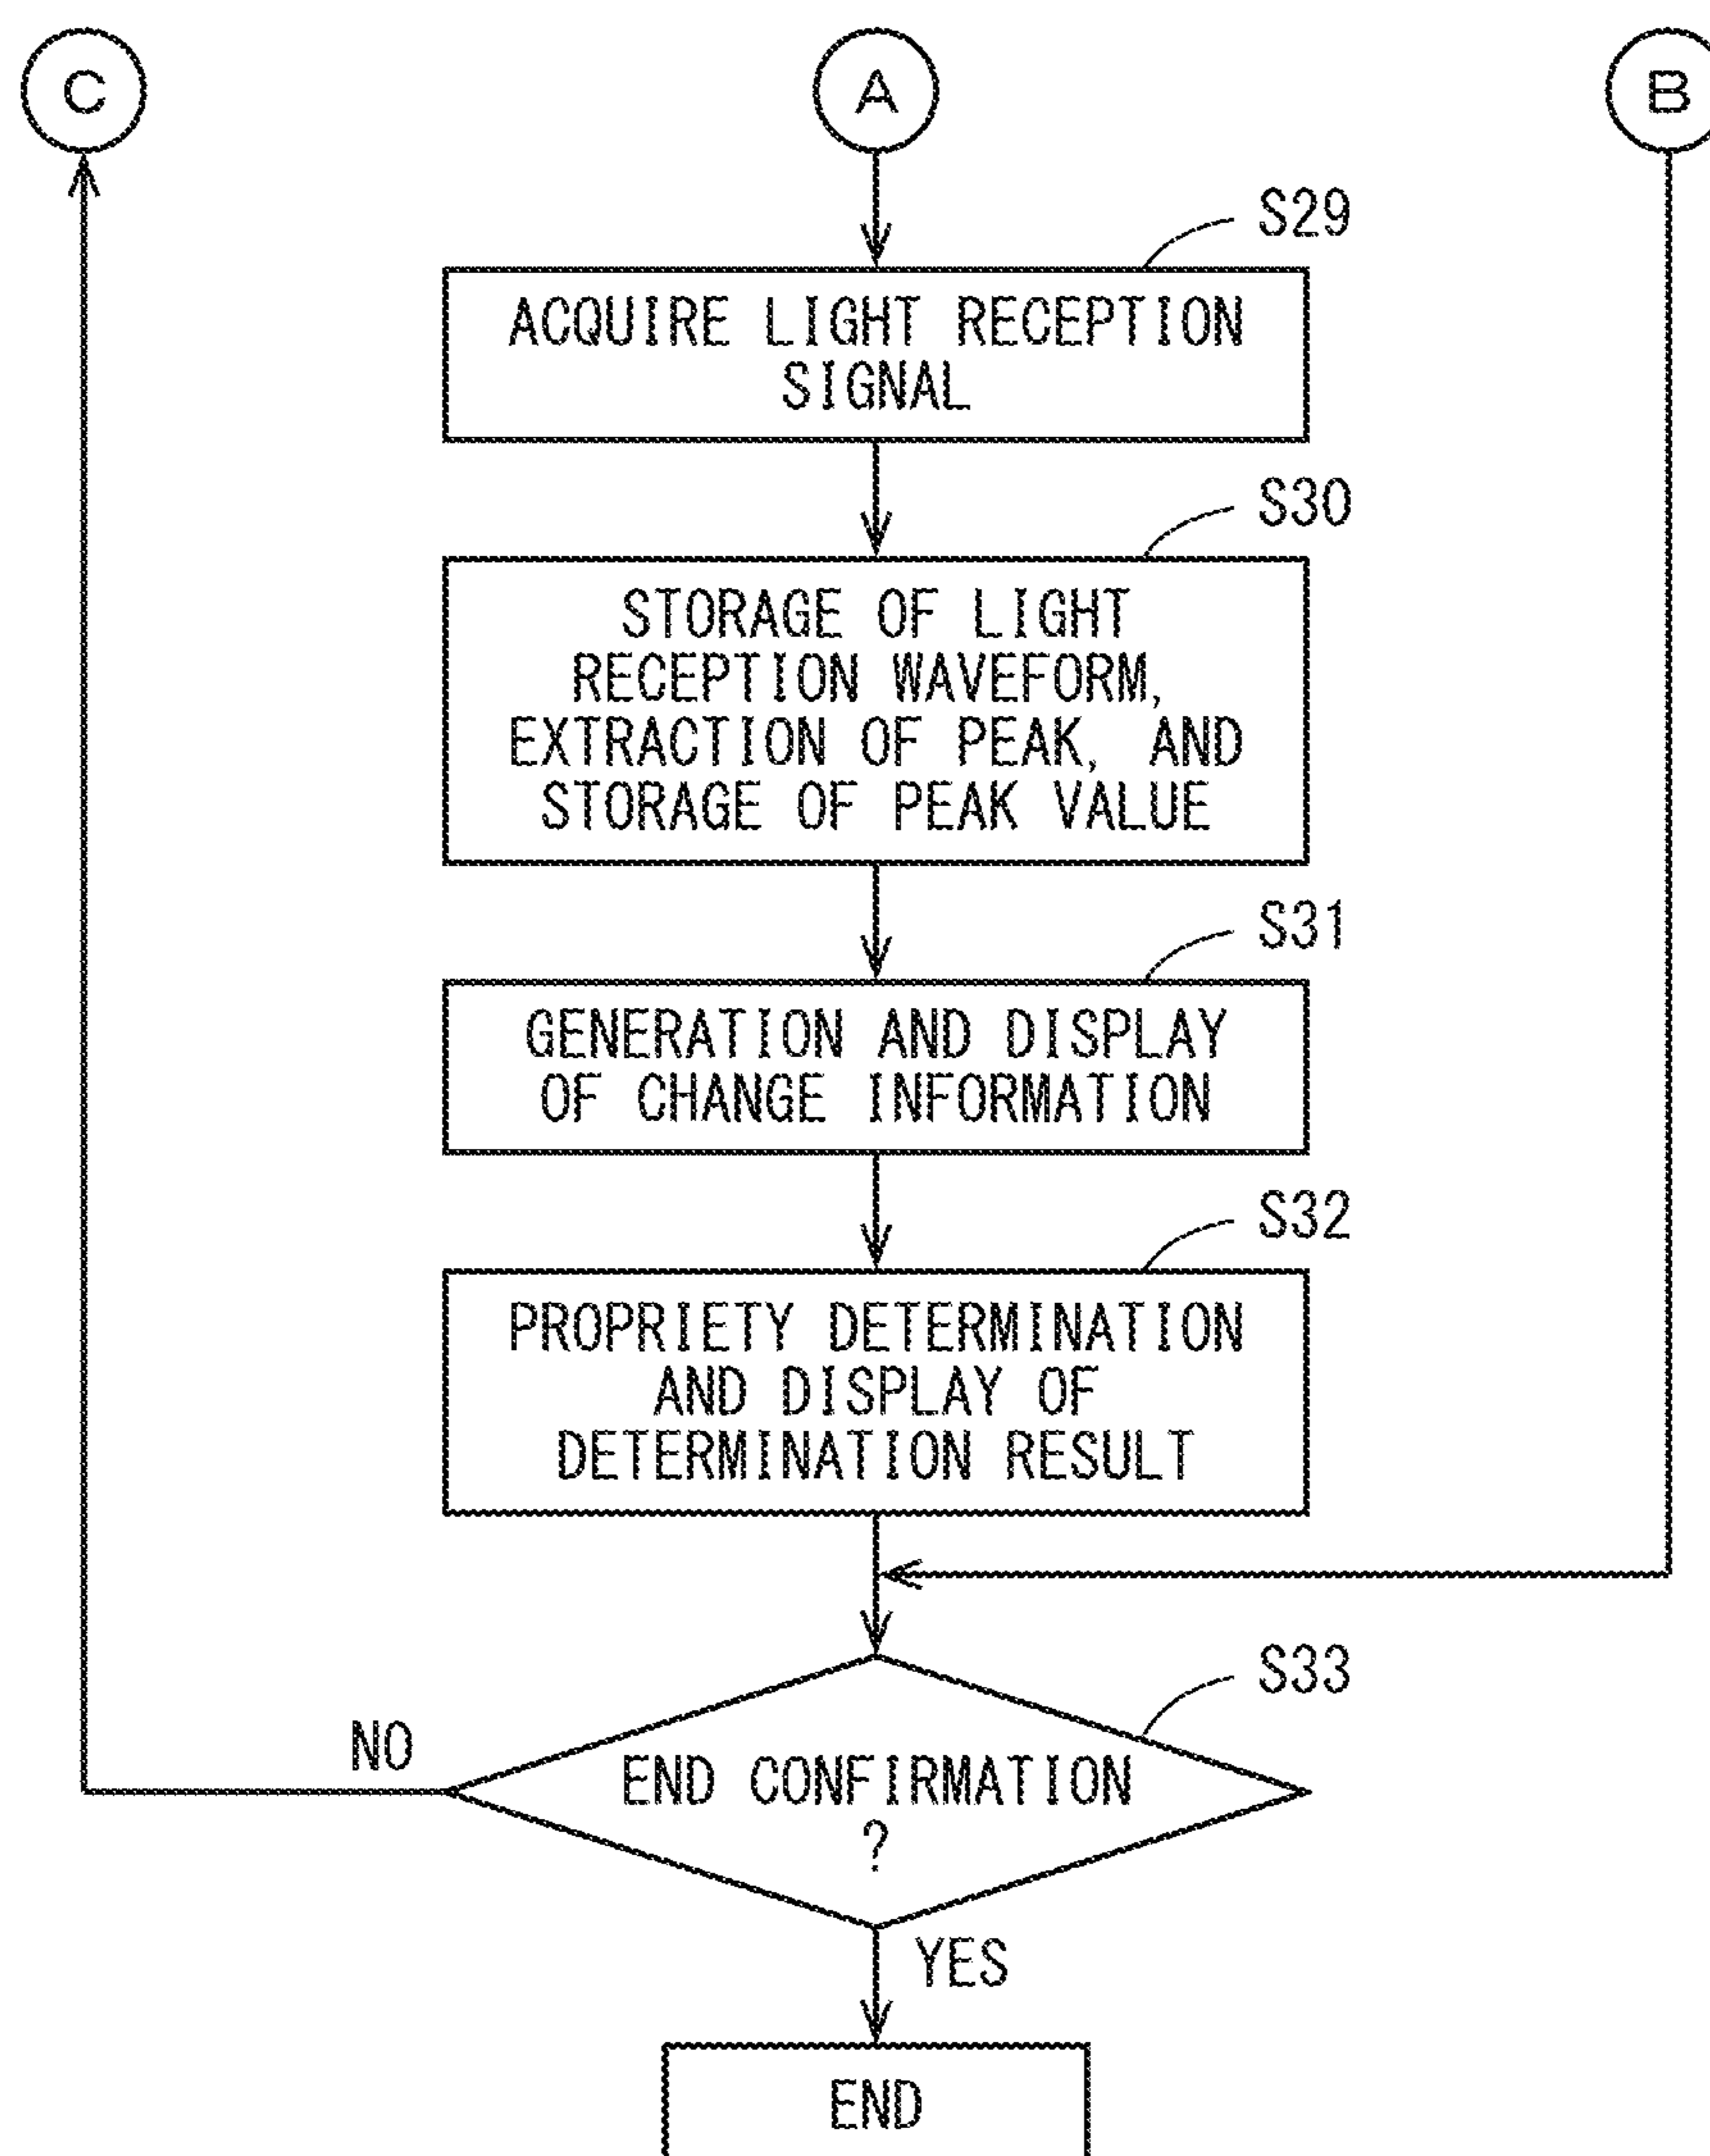 C
A
B
S29
ACQUIRE LIGHT RECEPTION
SIGNAL
S30
STORAGE OF LIGHT
RECEPTION WAVEFORM,
EXTRACTION OF PEAK, AND
STORAGE OF PEAK VALUE
S31
GENERATION AND DISPLAY
OF CHANGE INFORMATION
S32
PROPRIETY DETERMINATION
AND DISPLAY OF
DETERMINATION RESULT
S33
NO
END CONFIRMATION
?
YES
END